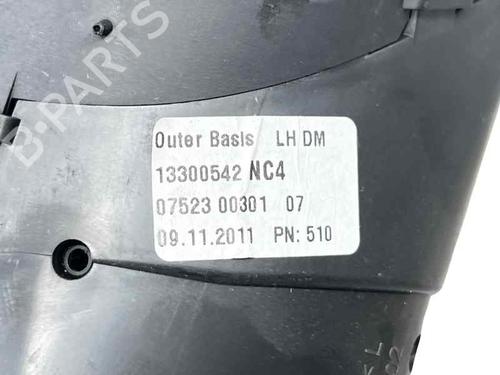 B-PARTS
Outer Basis LH DM
13300542 NC4
07523 00301 07
09.11.2011 PN: 510